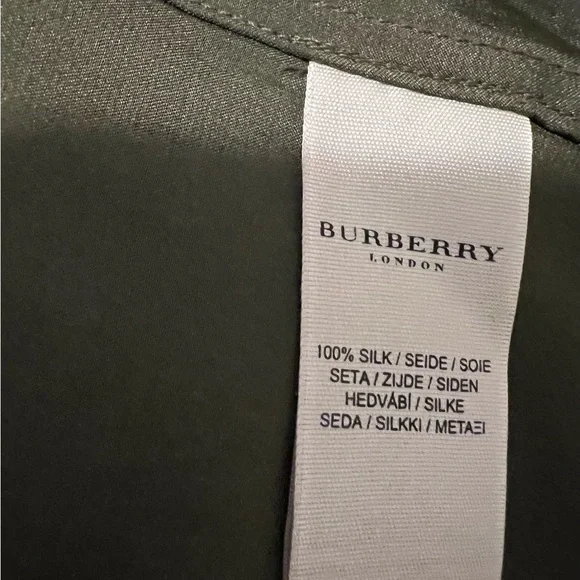 BURBERRY
LONDON
100% SILK / SEIDE / SOIE
SETA / ZIJDE / SIDEN
HEDVÁBÍ / SILKE
SEDA / SILKKI / ΜΕΤΑΞΙ